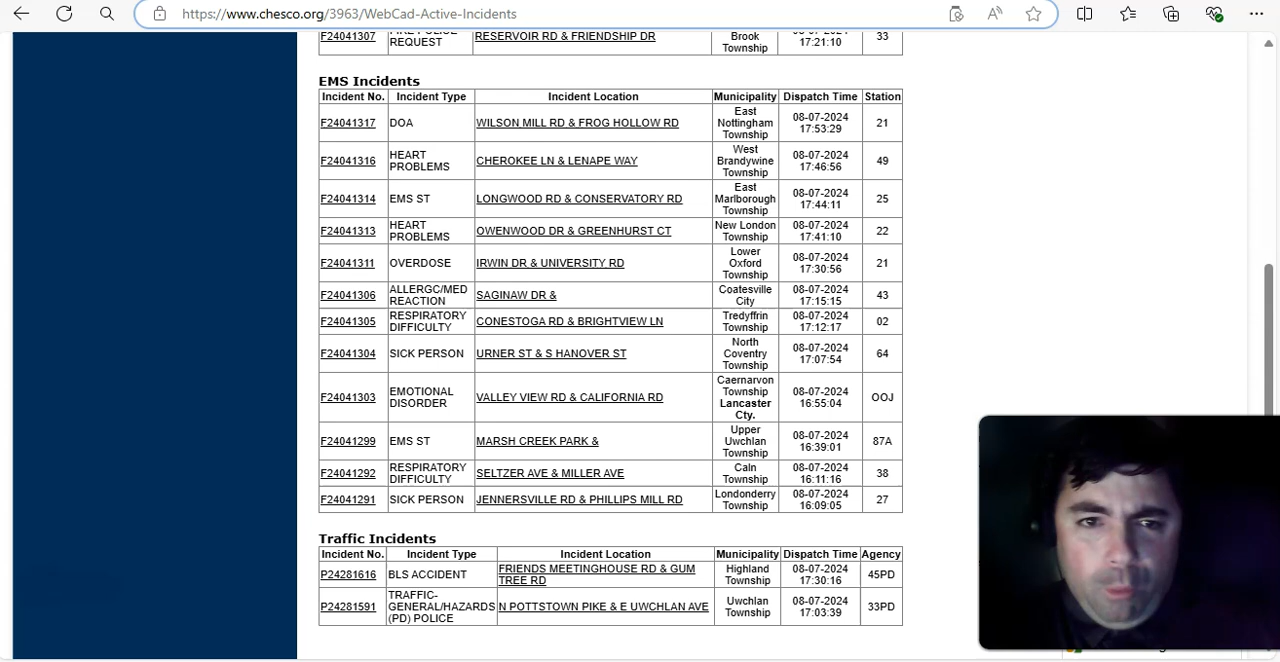 https://www.chesco.org/3963/WebCad-Active-Incidents
F24041307 REQUEST RESERVOIR RD & FRIENDSHIP DR Brook Township 17:21:10 33
EMS Incidents
Incident No. Incident Type Incident Location Municipality Dispatch Time Station
F24041317 DOA WILSON MILL RD & FROG HOLLOW RD East Nottingham Township 08-07-2024 17:53:29 21
F24041316 HEART PROBLEMS CHEROKEE LN & LENAPE WAY West Brandywine Township 08-07-2024 17:46:56 49
F24041314 EMS ST LONGWOOD RD & CONSERVATORY RD East Marlborough Township 08-07-2024 17:44:11 25
F24041313 HEART PROBLEMS OWENWOOD DR & GREENHURST CT New London Township 08-07-2024 17:41:10 22
F24041311 OVERDOSE IRWIN DR & UNIVERSITY RD Lower Oxford Township 08-07-2024 17:30:56 21
F24041306 ALLERGC/MED REACTION SAGINAW DR & Coatesville City 08-07-2024 17:15:15 43
F24041305 RESPIRATORY DIFFICULTY CONESTOGA RD & BRIGHTVIEW LN Tredyffrin Township 08-07-2024 17:12:17 02
F24041304 SICK PERSON URNER ST & S HANOVER ST North Coventry Township 08-07-2024 17:07:54 64
F24041303 EMOTIONAL DISORDER VALLEY VIEW RD & CALIFORNIA RD Caernarvon Township Lancaster Cty. 08-07-2024 16:55:04 OOJ
F24041299 EMS ST MARSH CREEK PARK & Upper Uwchlan Township 08-07-2024 16:39:01 87A
F24041292 RESPIRATORY DIFFICULTY SELTZER AVE & MILLER AVE Caln Township 08-07-2024 16:11:16 38
F24041291 SICK PERSON JENNERSVILLE RD & PHILLIPS MILL RD Londonderry Township 08-07-2024 16:09:05 27
Traffic Incidents
Incident No. Incident Type Incident Location Municipality Dispatch Time Agency
P24281616 BLS ACCIDENT FRIENDS MEETINGHOUSE RD & GUM TREE RD Highland Township 08-07-2024 17:30:16 45PD
P24281591 TRAFFIC-GENERAL/HAZARDS (PD) POLICE N POTTSTOWN PIKE & E UWCHLAN AVE Uwchlan Township 08-07-2024 17:03:39 33PD